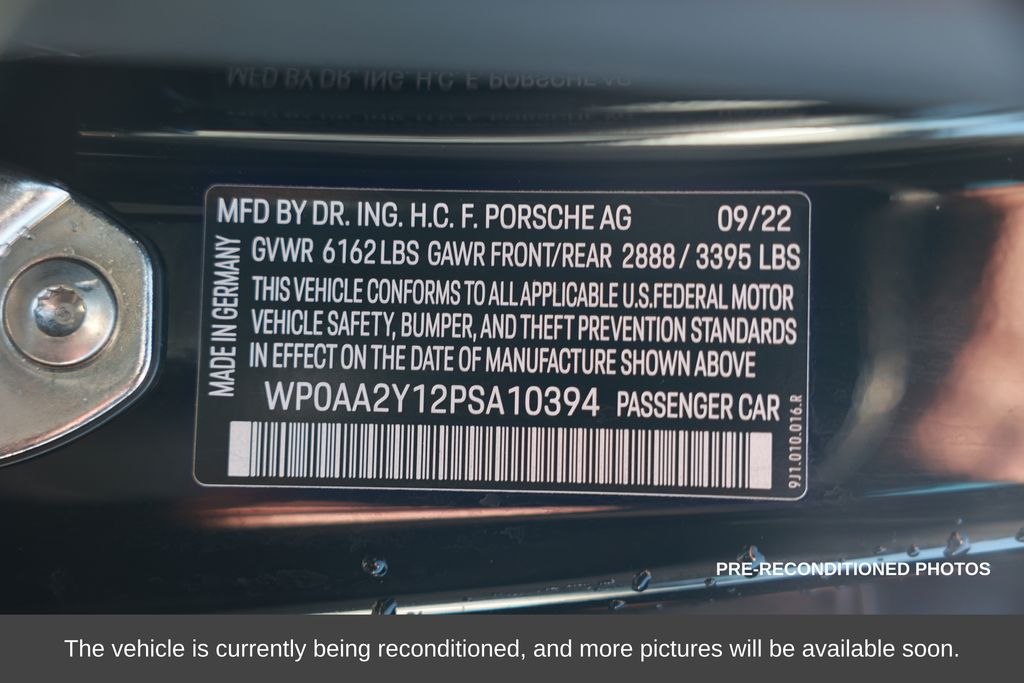 MFD BY DR. ING. H.C. F. PORSCHE AG 09/22
GVWR 6162 LBS GAWR FRONT/REAR 2888 / 3395 LBS
MADE IN GERMANY
THIS VEHICLE CONFORMS TO ALL APPLICABLE U.S.FEDERAL MOTOR
VEHICLE SAFETY, BUMPER, AND THEFT PREVENTION STANDARDS
IN EFFECT ON THE DATE OF MANUFACTURE SHOWN ABOVE
WP0AA2Y12PSA10394 PASSENGER CAR
9J1.010.016.R
PRE-RECONDITIONED PHOTOS
The vehicle is currently being reconditioned, and more pictures will be available soon.